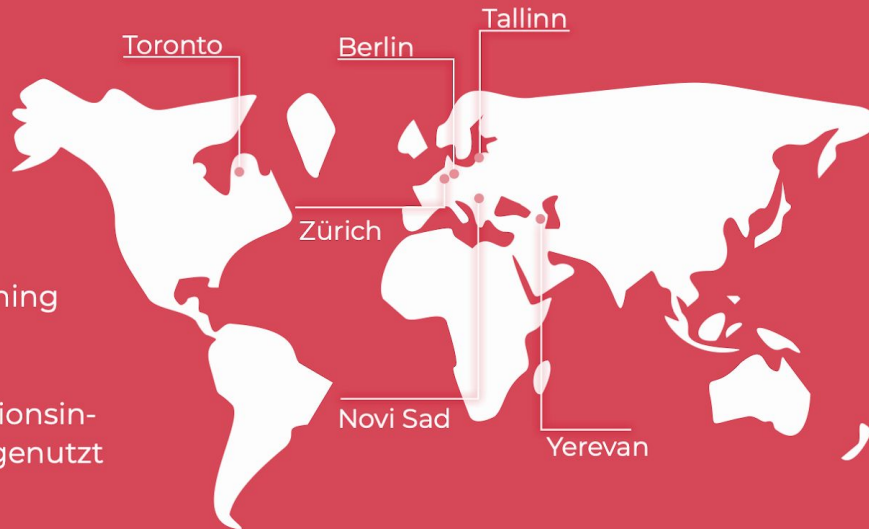 Tallinn
Toronto
Berlin
Zürich
ning
ionsin-
genutzt
Novi Sad
Yerevan